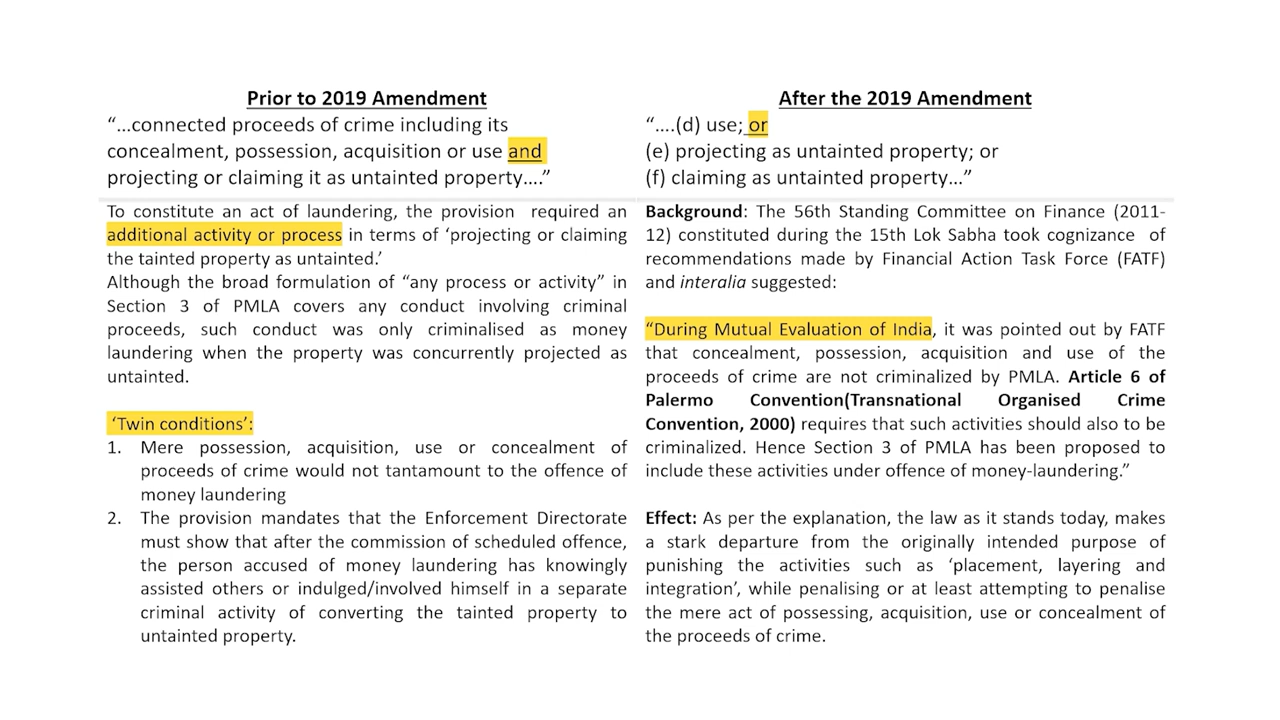 Prior to 2019 Amendment
“...connected proceeds of crime including its
concealment, possession, acquisition or use and
projecting or claiming it as untainted property....”
To constitute an act of laundering, the provision required an
additional activity or process in terms of ‘projecting or claiming
the tainted property as untainted.’
Although the broad formulation of “any process or activity” in
Section 3 of PMLA covers any conduct involving criminal
proceeds, such conduct was only criminalised as money
laundering when the property was concurrently projected as
untainted.
‘Twin conditions’:
1. Mere possession, acquisition, use or concealment of
proceeds of crime would not tantamount to the offence of
money laundering
2. The provision mandates that the Enforcement Directorate
must show that after the commission of scheduled offence,
the person accused of money laundering has knowingly
assisted others or indulged/involved himself in a separate
criminal activity of converting the tainted property to
untainted property.
After the 2019 Amendment
“....(d) use; or
(e) projecting as untainted property; or
(f) claiming as untainted property...”
Background: The 56th Standing Committee on Finance (2011-
12) constituted during the 15th Lok Sabha took cognizance of
recommendations made by Financial Action Task Force (FATF)
and interalia suggested:
“During Mutual Evaluation of India, it was pointed out by FATF
that concealment, possession, acquisition and use of the
proceeds of crime are not criminalized by PMLA. Article 6 of
Palermo Convention(Transnational Organised Crime
Convention, 2000) requires that such activities should also to be
criminalized. Hence Section 3 of PMLA has been proposed to
include these activities under offence of money-laundering.”
Effect: As per the explanation, the law as it stands today, makes
a stark departure from the originally intended purpose of
punishing the activities such as ‘placement, layering and
integration’, while penalising or at least attempting to penalise
the mere act of possessing, acquisition, use or concealment of
the proceeds of crime.